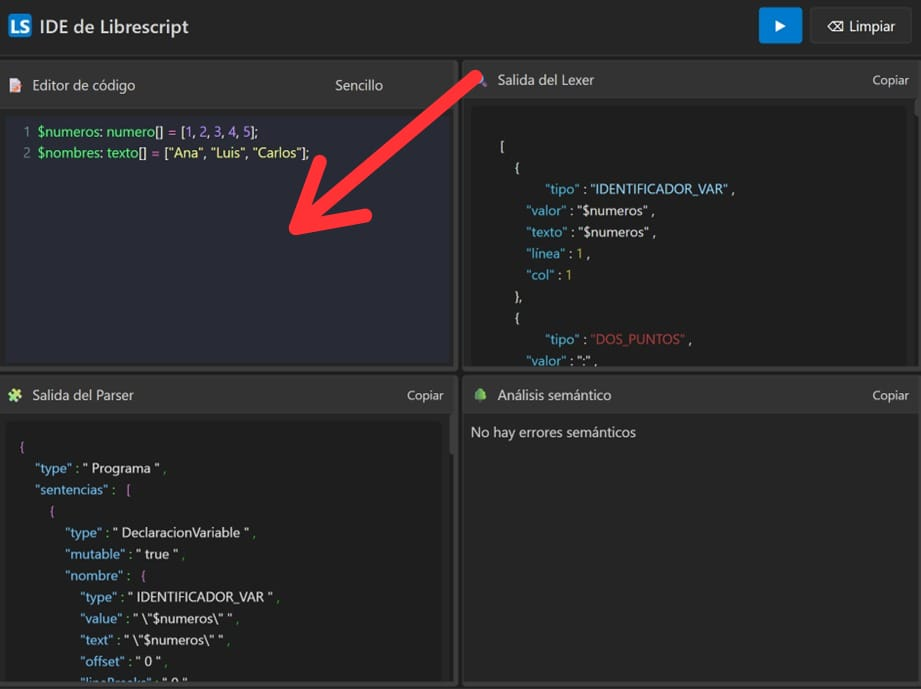 LS IDE de Librescript
Limpiar
Editor de código
Sencillo
1 $numeros: numero[] = [1, 2, 3, 4, 5];
2 $nombres: texto[] = ["Ana", "Luis", "Carlos"];
Salida del Lexer
Copiar
[
{
"tipo" : "IDENTIFICADOR_VAR" ,
"valor" : "$numeros" ,
"texto" : "$numeros" ,
"línea" : 1 ,
"col" : 1
},
{
"tipo" : "DOS_PUNTOS" ,
"valor" : ":" ,
Salida del Parser
Copiar
{
"type" : " Programa " ,
"sentencias" : [
{
"type" : " DeclaracionVariable " ,
"mutable" : " true " ,
"nombre" : {
"type" : " IDENTIFICADOR_VAR " ,
"value" : " \"$numeros\" " ,
"text" : " \"$numeros\" " ,
"offset" : " 0 " ,
"lineBreaks" : " 0 "
Análisis semántico
Copiar
No hay errores semánticos